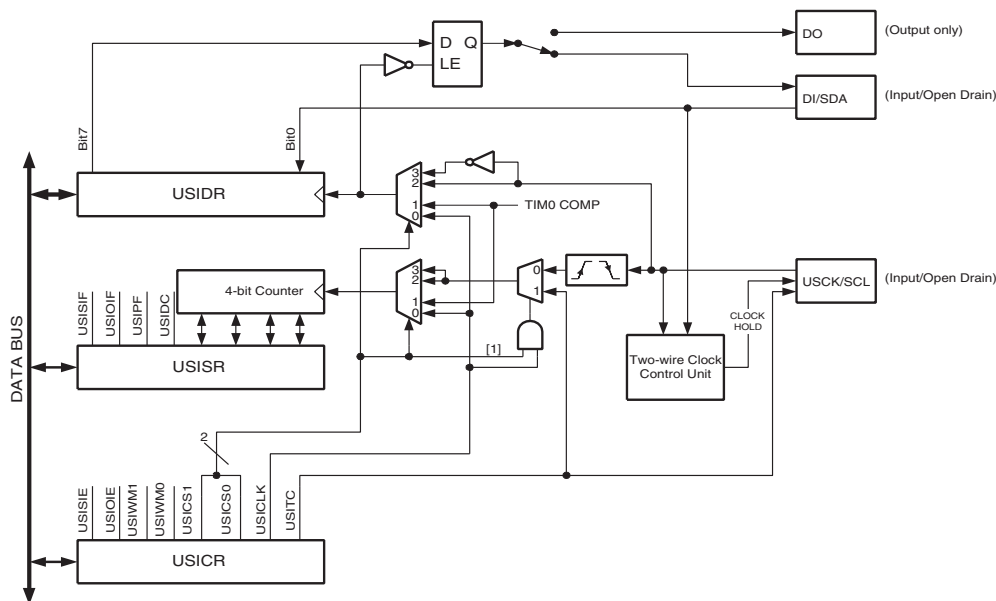 D Q
LE
DO
(Output only)
DI/SDA
(Input/Open Drain)
Bit7
Bit0
USIDR
3
2
1
0
TIM0 COMP
4-bit Counter
3
2
1
0
0
1
USCK/SCL
(Input/Open Drain)
CLOCK
HOLD
USISIF
USIOIF
USIPF
USIDC
[1]
Two-wire Clock
Control Unit
USISR
DATA BUS
2
USISIE
USIOIE
USIWM1
USIWM0
USICS1
USICS0
USICLK
USITC
USICR